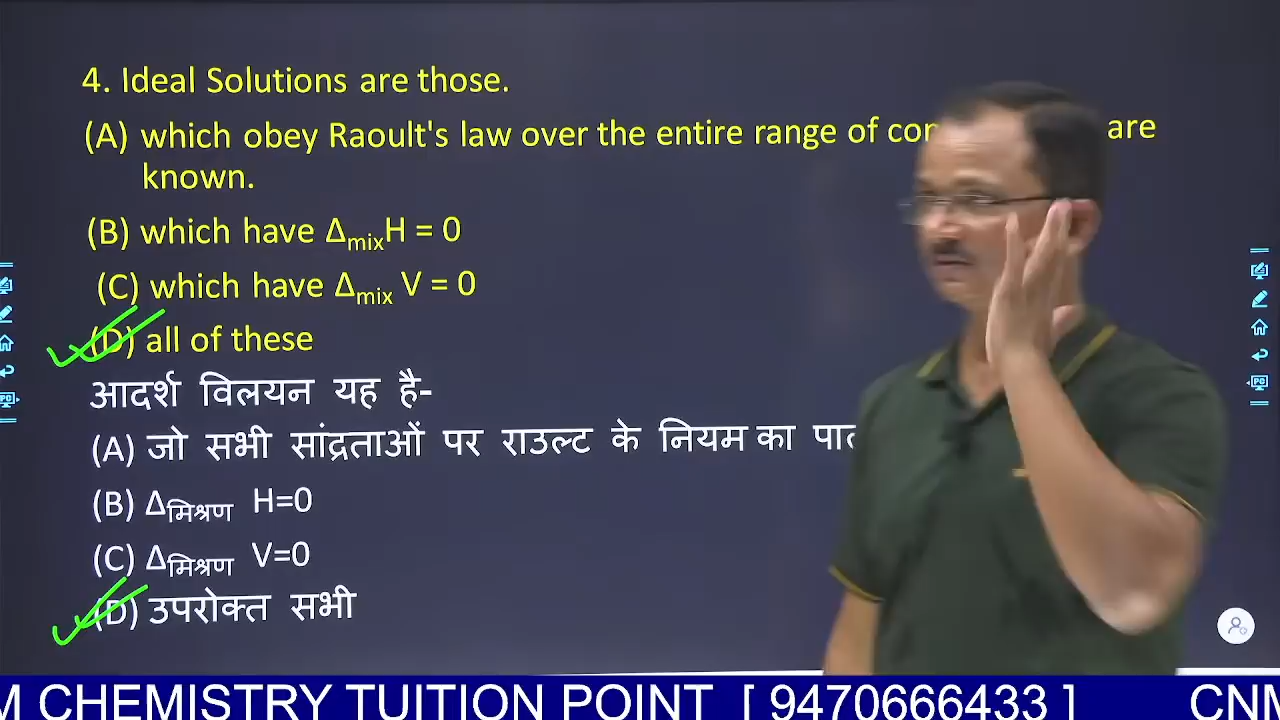 4. Ideal Solutions are those.
(A) which obey Raoult's law over the entire range of are
known.
(B) which have ΔmixH = 0
(C) which have Δmix V = 0
(D) all of these
आदर्श विलयन यह है-
(A) जो सभी सांद्रताओं पर राउल्ट के नियम का
(B) Δमिश्रण H=0
(C) Δमिश्रण V=0
(D) उपरोक्त सभी
M CHEMISTRY TUITION POINT [ 9470666433 ] CNM